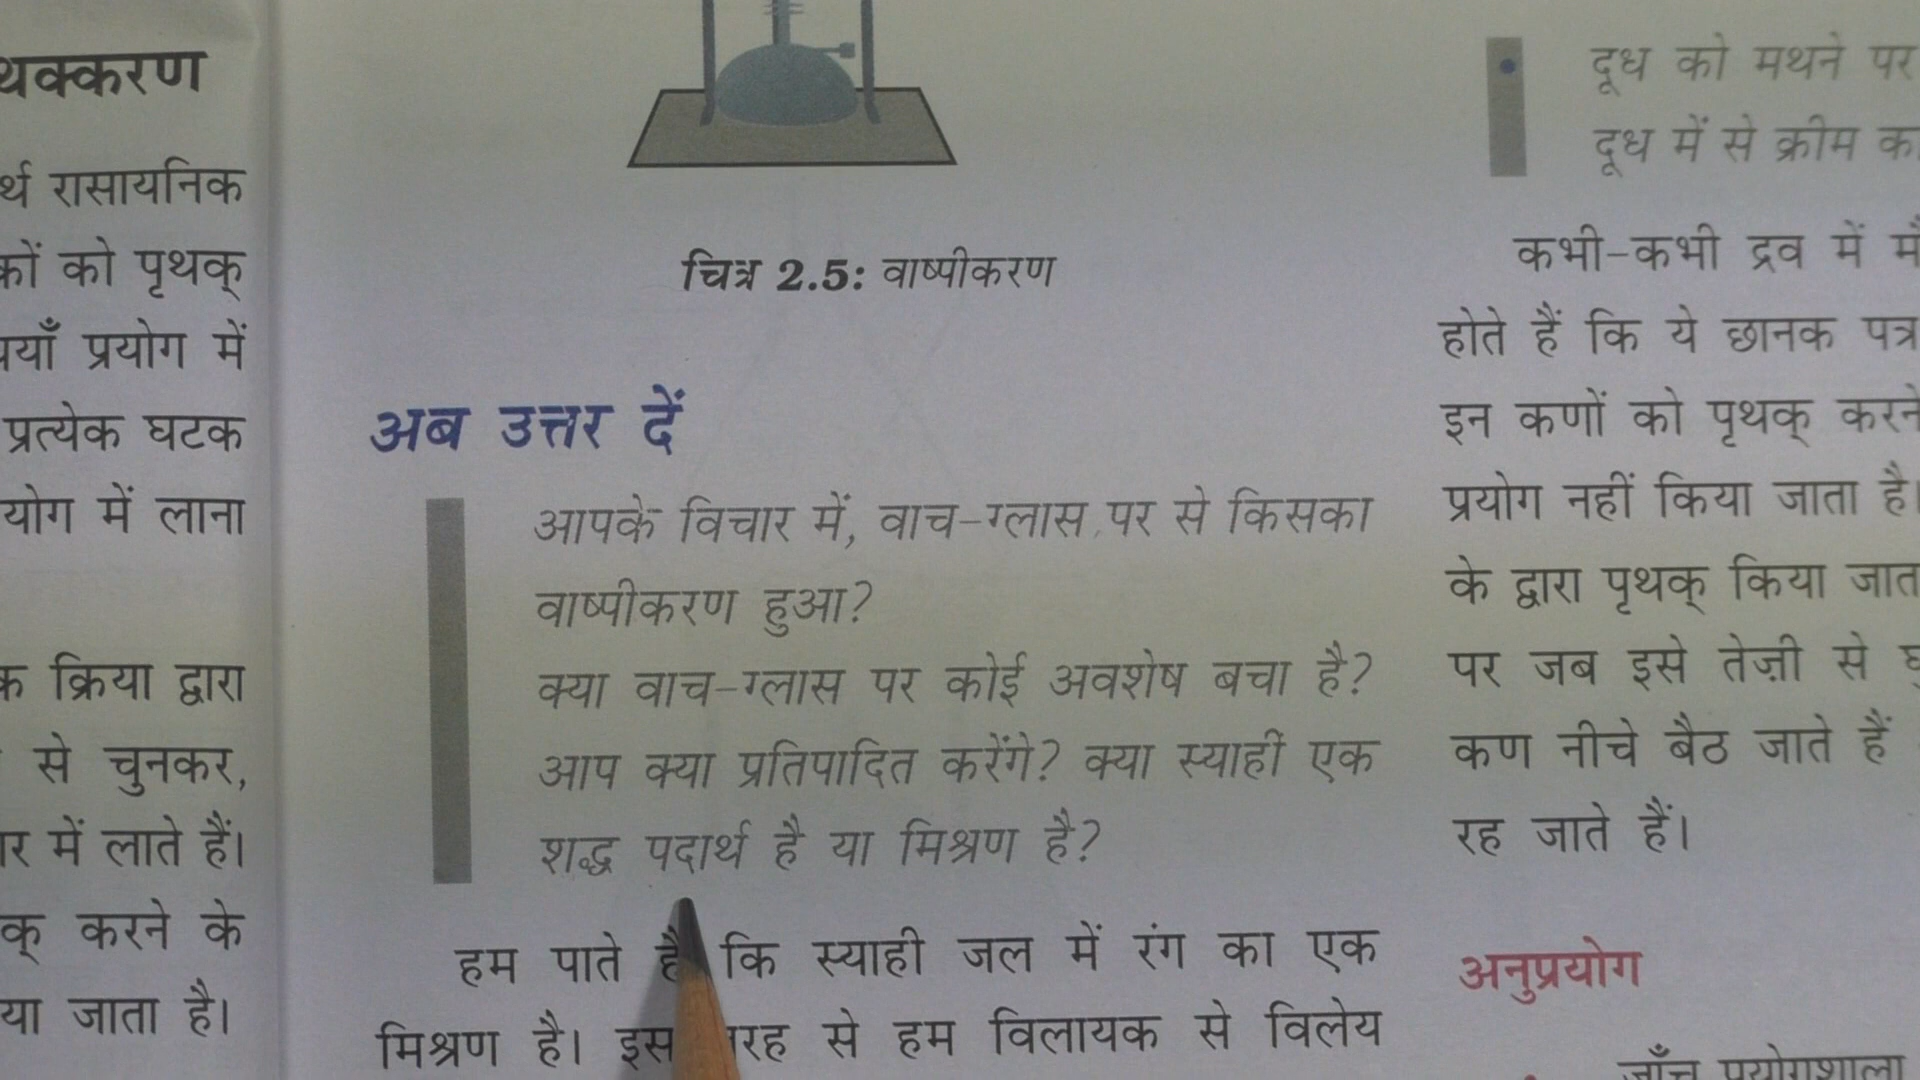 थक्करण
र्थ रासायनिक
कों को पृथक्
प्रयोग में
प्रत्येक घटक
योग में लाना
क क्रिया द्वारा
से चुनकर,
में लाते हैं।
क् करने के
या जाता है।
चित्र 2.5: वाष्पीकरण
अब उत्तर दें
आपके विचार में, वाच-ग्लास पर से किसका
वाष्पीकरण हुआ?
क्या वाच-ग्लास पर कोई अवशेष बचा है?
आप क्या प्रतिपादित करेंगे? क्या स्याही एक
शद्ध पदार्थ है या मिश्रण है?
हम पाते हैं कि स्याही जल में रंग का एक
मिश्रण है। इस तरह से हम विलायक से विलेय
दूध को मथने पर
दूध में से क्रीम
कभी-कभी द्रव में
होते हैं कि ये छानक पत्र
इन कणों को पृथक् करने
प्रयोग नहीं किया जाता है।
के द्वारा पृथक् किया जात
पर जब इसे तेज़ी से
कण नीचे बैठ जाते हैं
रह जाते हैं।
अनुप्रयोग
जाँच प्रयोगशाला